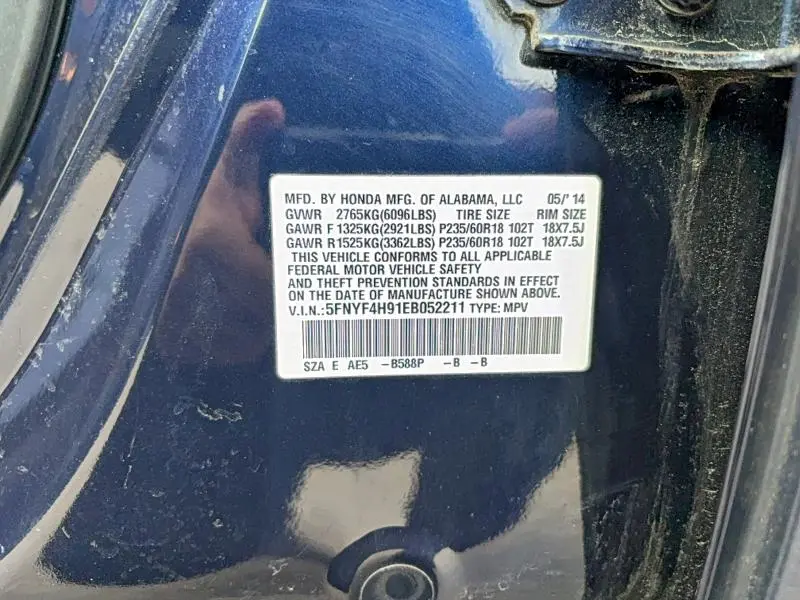 MFD. BY HONDA MFG. OF ALABAMA, LLC 05/'14
GVWR 2765KG(6096LBS) TIRE SIZE RIM SIZE
GAWR F 1325KG(2921LBS) P235/60R18 102T 18X7.5J
GAWR R1525KG(3362LBS) P235/60R18 102T 18X7.5J
THIS VEHICLE CONFORMS TO ALL APPLICABLE
FEDERAL MOTOR VEHICLE SAFETY
AND THEFT PREVENTION STANDARDS IN EFFECT
ON THE DATE OF MANUFACTURE SHOWN ABOVE.
V.I.N.:5FNYF4H91EB052211 TYPE: MPV
SZA E AE5 -B588P -B -B